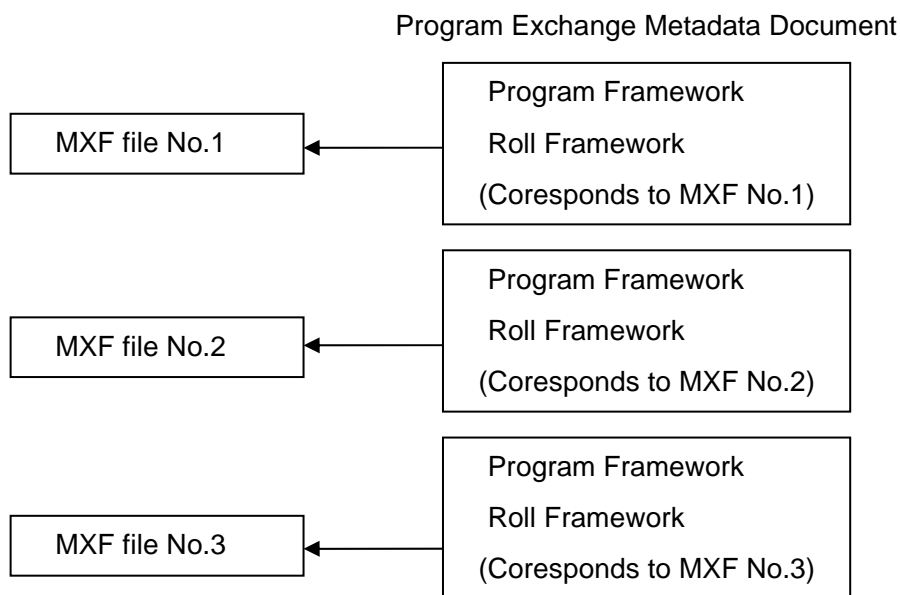 Program Exchange Metadata Document
MXF file No.1
Program Framework
Roll Framework
(Coresponds to MXF No.1)
MXF file No.2
Program Framework
Roll Framework
(Coresponds to MXF No.2)
MXF file No.3
Program Framework
Roll Framework
(Coresponds to MXF No.3)